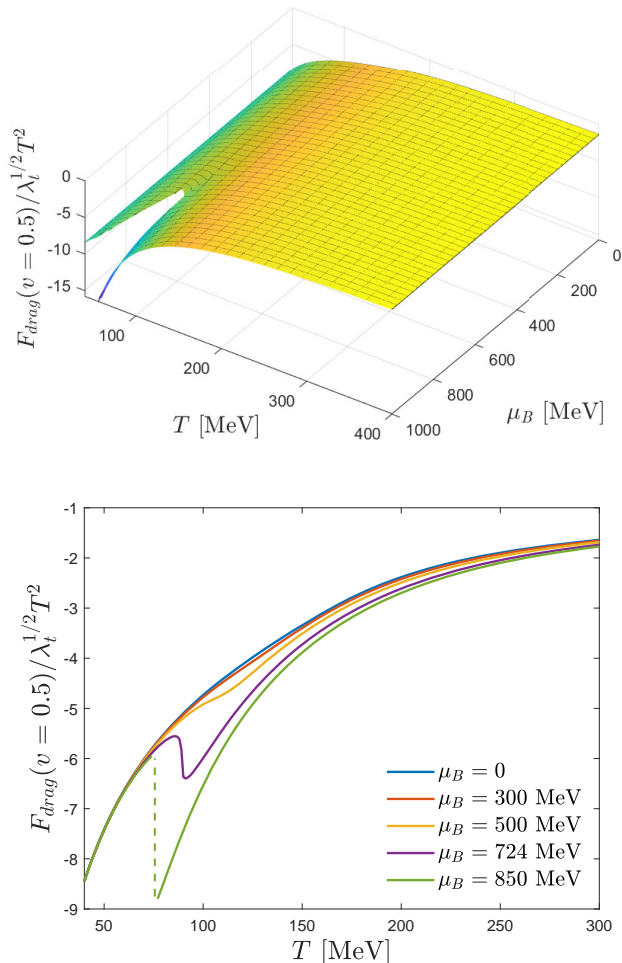 F_{drag}(v = 0.5)/λ_t^{1/2}T^2
0
-5
-10
-15
100
200
300
400
T [MeV]
0
200
400
600
800
1000
μ_B [MeV]
F_{drag}(v = 0.5)/λ_t^{1/2}T^2
-1
-2
-3
-4
-5
-6
-7
-8
-9
μ_B = 0
μ_B = 300 MeV
μ_B = 500 MeV
μ_B = 724 MeV
μ_B = 850 MeV
50 100 150 200 250 300
T [MeV]